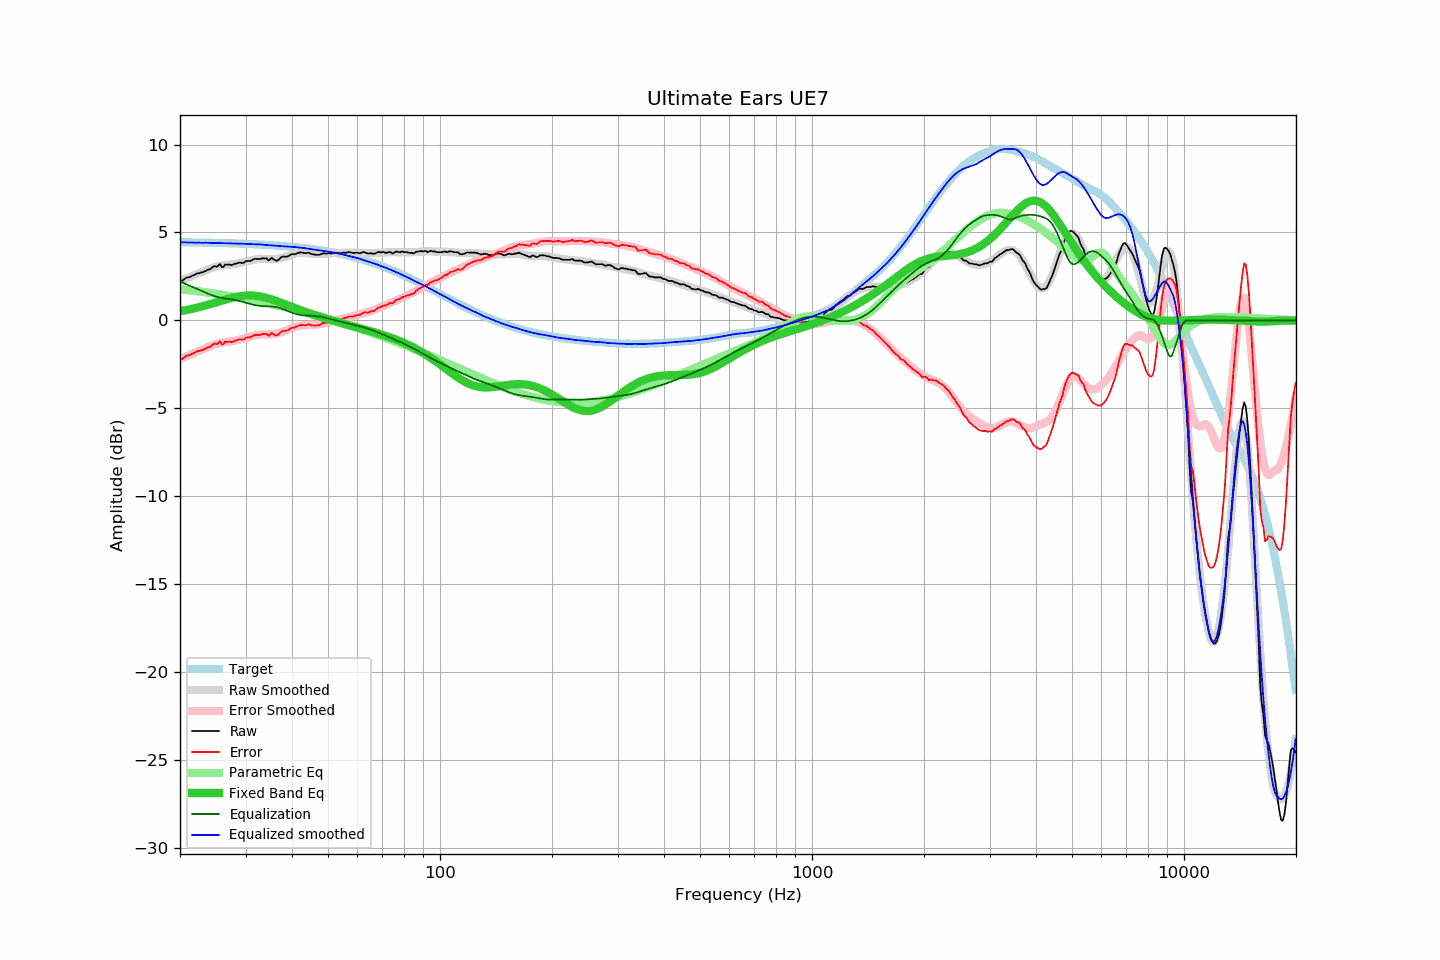 Ultimate Ears UE7
10
5
0
−5
−10
−15
−20
−25
−30
Amplitude (dBr)
100
1000
10000
Frequency (Hz)
Target
Raw Smoothed
Error Smoothed
Raw
Error
Parametric Eq
Fixed Band Eq
Equalization
Equalized smoothed